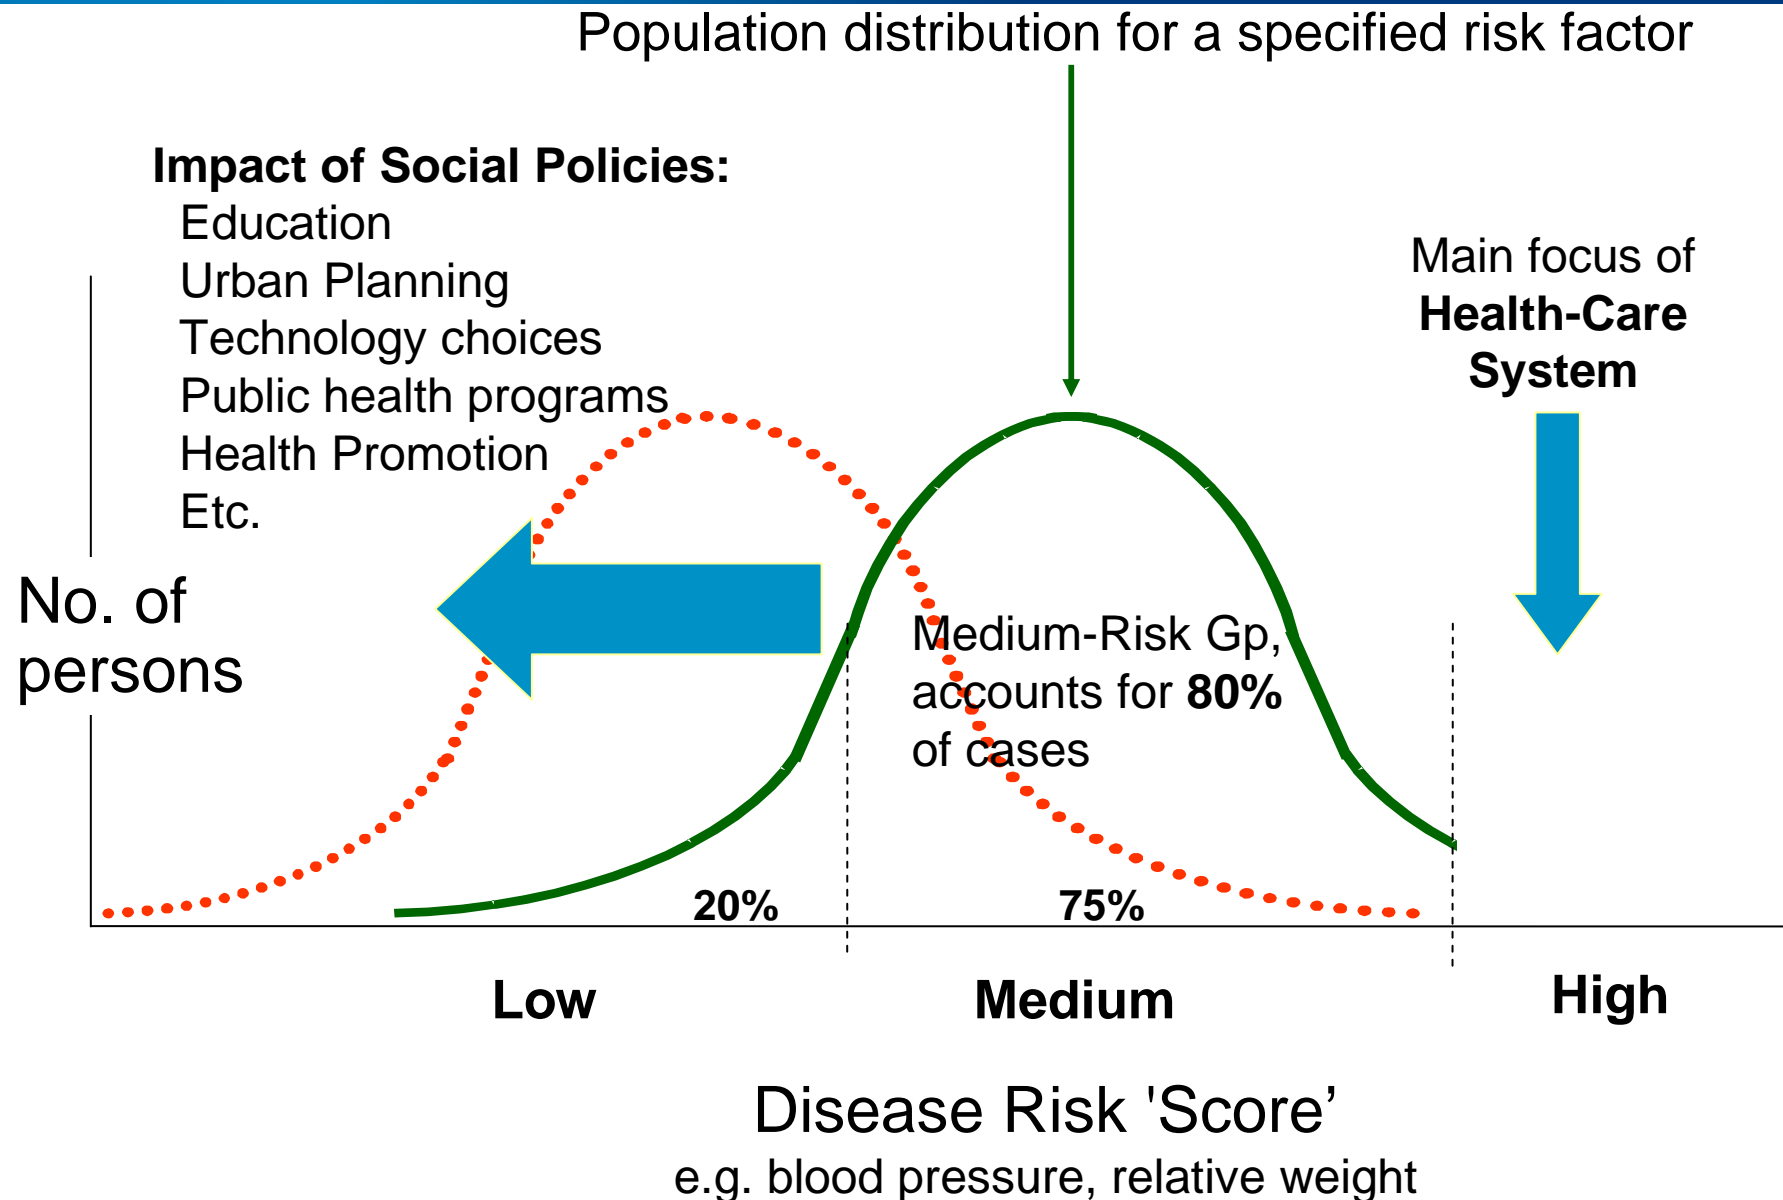 Population distribution for a specified risk factor
Impact of Social Policies:
Education
Urban Planning
Technology choices
Public health programs
Health Promotion
Etc.
Main focus of
Health-Care
System
No. of
persons
Medium-Risk Gp,
accounts for 80%
of cases
20%
75%
Low
Medium
High
Disease Risk 'Score’
e.g. blood pressure, relative weight